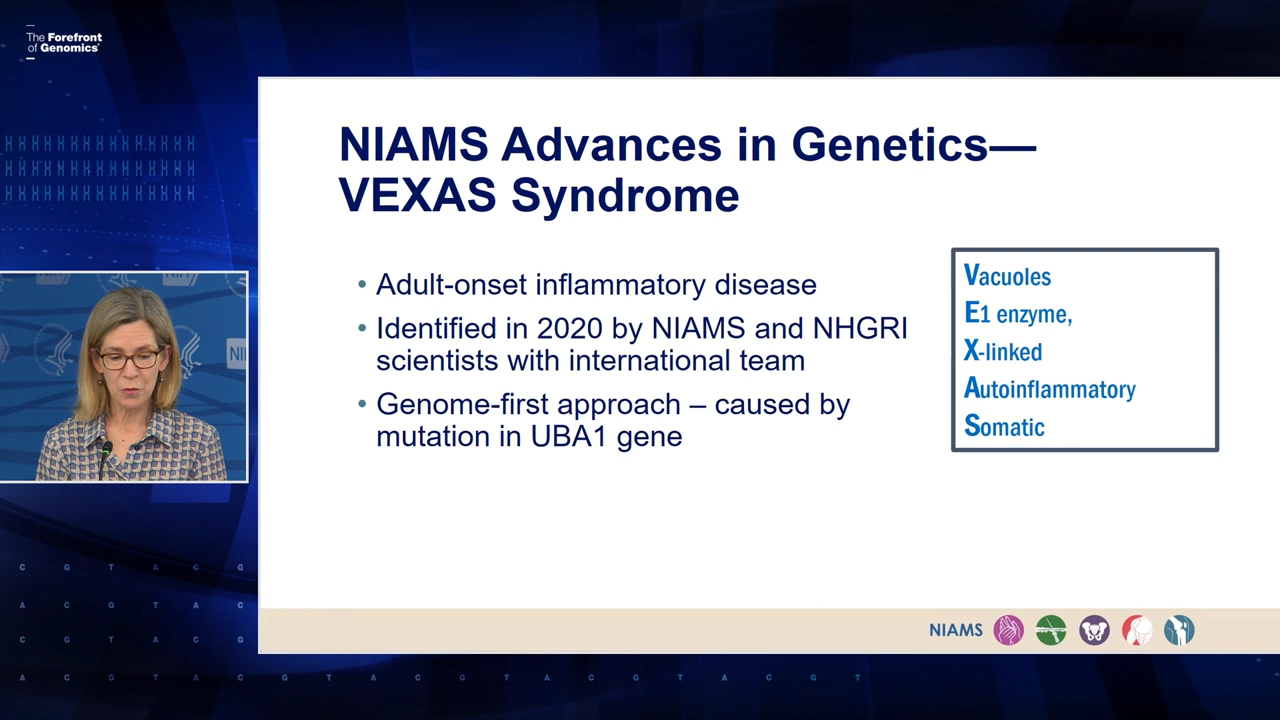 The Forefront
of Genomics®
NIAMS Advances in Genetics—
VEXAS Syndrome
• Adult-onset inflammatory disease
• Identified in 2020 by NIAMS and NHGRI
scientists with international team
• Genome-first approach – caused by
mutation in UBA1 gene
Vacuoles
E1 enzyme,
X-linked
Autoinflammatory
Somatic
NIAMS
C G T A C G
A C G T A C
C G T A C G
A C G T A C G T A C G T A C G T A C G T